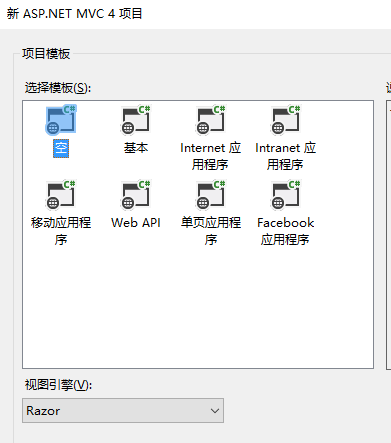 新 ASP.NET MVC 4 项目
项目模板
选择模板(S):
C# C# C# C#
空 基本 Internet 应 Intranet 应
用程序 用程序
C# C# C# C#
移动应用程 Web API 单页应用程 Facebook
序 序 应用程序
视图引擎(V):
Razor